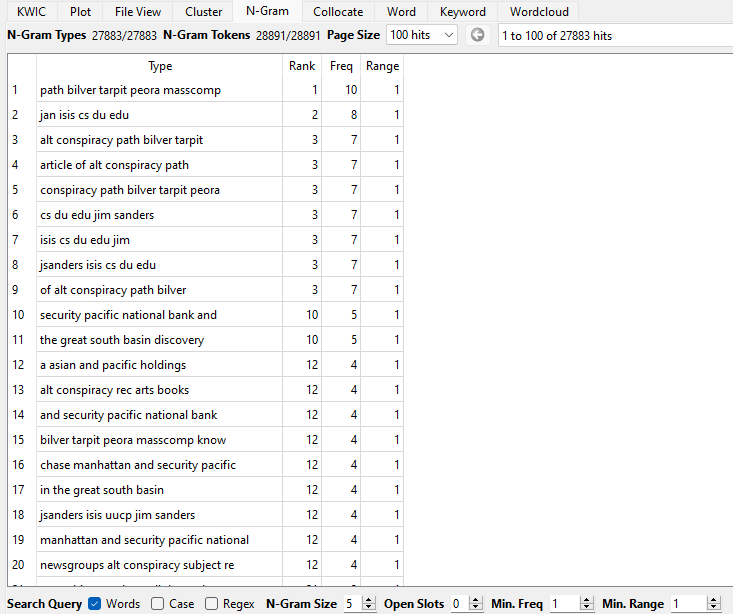 KWIC Plot File View Cluster N-Gram Collocate Word Keyword Wordcloud
N-Gram Types 27883/27883 N-Gram Tokens 28891/28891 Page Size 100 hits 1 to 100 of 27883 hits
Type Rank Freq Range
1 path bilver tarpit peora masscomp 1 10 1
2 jan isis cs du edu 2 8 1
3 alt conspiracy path bilver tarpit 3 7 1
4 article of alt conspiracy path 3 7 1
5 conspiracy path bilver tarpit peora 3 7 1
6 cs du edu jim sanders 3 7 1
7 isis cs du edu jim 3 7 1
8 jsanders isis cs du edu 3 7 1
9 of alt conspiracy path bilver 3 7 1
10 security pacific national bank and 10 5 1
11 the great south basin discovery 10 5 1
12 a asian and pacific holdings 12 4 1
13 alt conspiracy rec arts books 12 4 1
14 and security pacific national bank 12 4 1
15 bilver tarpit peora masscomp know 12 4 1
16 chase manhattan and security pacific 12 4 1
17 in the great south basin 12 4 1
18 jsanders isis uucp jim sanders 12 4 1
19 manhattan and security pacific national 12 4 1
20 newsgroups alt conspiracy subject re 12 4 1
Search Query Words Case Regex N-Gram Size 5 Open Slots 0 Min. Freq 1 Min. Range 1